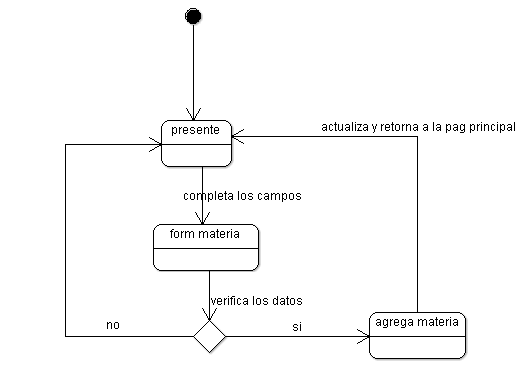 presente
actualiza y retorna a la pag principal
completa los campos
form materia
verifica los datos
no
si
agrega materia